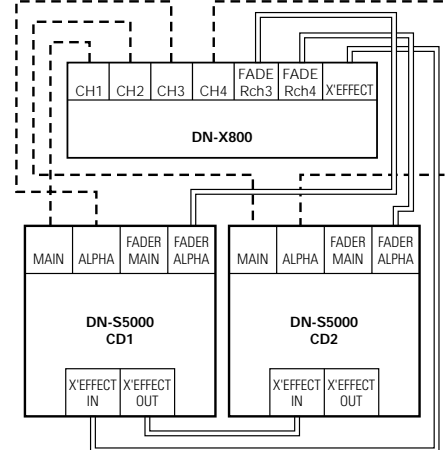 CH1 CH2 CH3 CH4 FADE Rch3 FADE Rch4 X'EFFECT
DN-X800
MAIN ALPHA FADER MAIN FADER ALPHA
DN-S5000
CD1
X'EFFECT IN X'EFFECT OUT
MAIN ALPHA FADER MAIN FADER ALPHA
DN-S5000
CD2
X'EFFECT IN X'EFFECT OUT